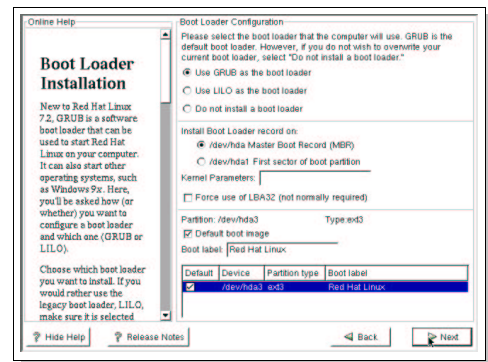 Online Help
Boot Loader
Installation
New to Red Hat Linux
7.2, GRUB is a software
boot loader that can be
used to start Red Hat
Linux on your computer.
It can also start other
operating systems, such
as Windows 9x. Here,
you'll be asked how (or
whether) you want to
configure a boot loader
and which one (GRUB or
LILO).
Choose which boot loader
you want to install. If you
would rather use the
legacy boot loader, LILO,
make sure it is selected
Boot Loader Configuration
Please select the boot loader that the computer will use. GRUB is the
default boot loader. However, if you do not wish to overwrite your
current boot loader, select "Do not install a boot loader."
Use GRUB as the boot loader
Use LILO as the boot loader
Do not install a boot loader
Install Boot Loader record on:
/dev/hda Master Boot Record (MBR)
/dev/hda1 First sector of boot partition
Kernel Parameters:
Force use of LBA32 (not normally required)
Partition: /dev/hda3 Type:ext3
Default boot image
Boot label: Red Hat Linux
Default Device Partition type Boot label
/dev/hda3 ext3 Red Hat Linux
Hide Help Release Notes Back Next